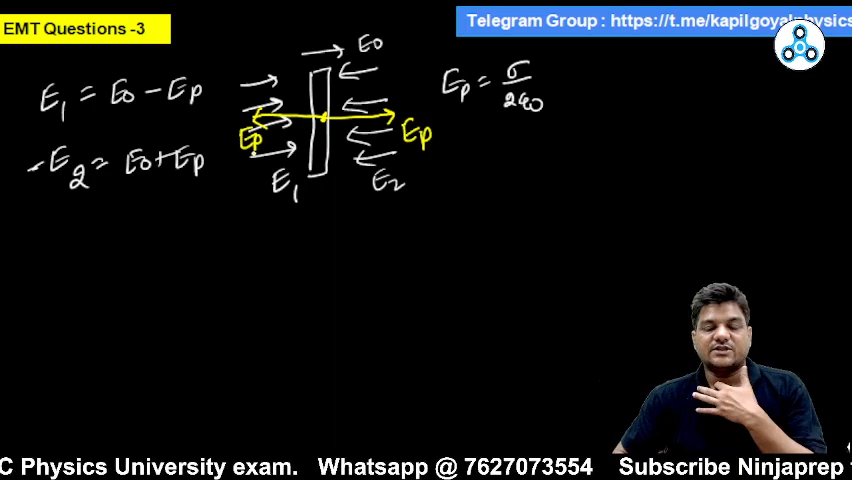 EMT Questions -3
Telegram Group : https://t.me/kapilgoyalphysics
E₁ = E₀ − Ep
−E₂ = E₀ + Ep
E₀
Ep
Ep
E₁
E₂
Ep = σ/2ε₀
C Physics University exam. Whatsapp @ 7627073554 Subscribe Ninjaprep